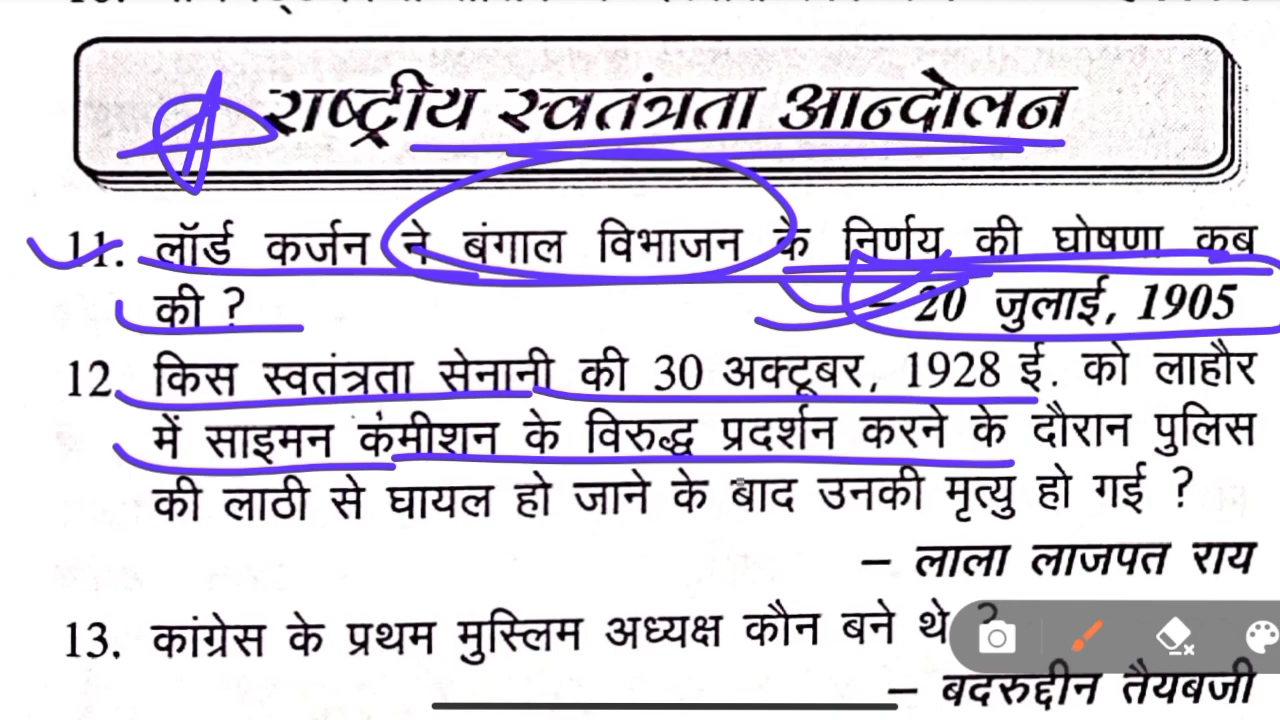 राष्ट्रीय स्वतंत्रता आन्दोलन
11. लॉर्ड कर्जन ने बंगाल विभाजन के निर्णय की घोषणा कब
की ? – 20 जुलाई, 1905
12. किस स्वतंत्रता सेनानी की 30 अक्टूबर, 1928 ई. को लाहौर
में साइमन कमीशन के विरुद्ध प्रदर्शन करने के दौरान पुलिस
की लाठी से घायल हो जाने के बाद उनकी मृत्यु हो गई ?
– लाला लाजपत राय
13. कांग्रेस के प्रथम मुस्लिम अध्यक्ष कौन बने थे ?
– बदरुद्दीन तैयबजी